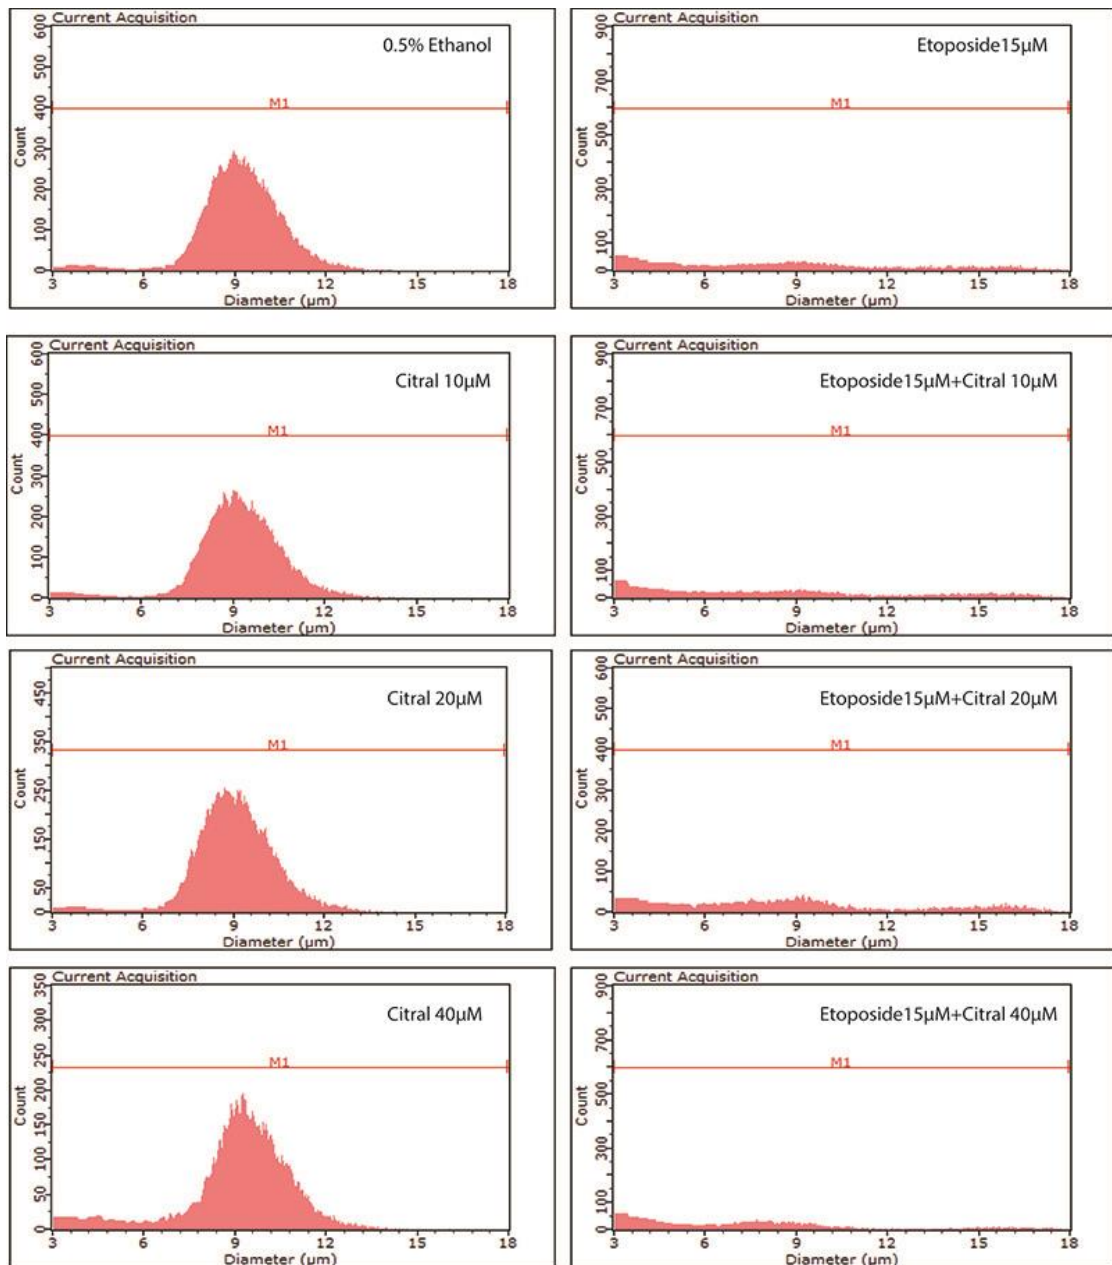 Current Acquisition
0.5% Ethanol
M1
Count
600
500
400
300
200
100
0
3 6 9 12 15 18
Diameter (µm)
Current Acquisition
Etoposide15µM
M1
Count
900
700
500
300
100
0
3 6 9 12 15 18
Diameter (µm)
Current Acquisition
Citral 10µM
M1
Count
600
500
400
300
200
100
0
3 6 9 12 15 18
Diameter (µm)
Current Acquisition
Etoposide15µM+Citral 10µM
M1
Count
900
700
500
300
100
0
3 6 9 12 15 18
Diameter (µm)
Current Acquisition
Citral 20µM
M1
Count
450
350
250
150
50
0
3 6 9 12 15 18
Diameter (µm)
Current Acquisition
Etoposide15µM+Citral 20µM
M1
Count
600
500
400
300
200
100
0
3 6 9 12 15 18
Diameter (µm)
Current Acquisition
Citral 40µM
M1
Count
350
300
250
200
150
100
50
0
3 6 9 12 15 18
Diameter (µm)
Current Acquisition
Etoposide15µM+Citral 40µM
M1
Count
900
700
500
300
100
0
3 6 9 12 15 18
Diameter (µm)